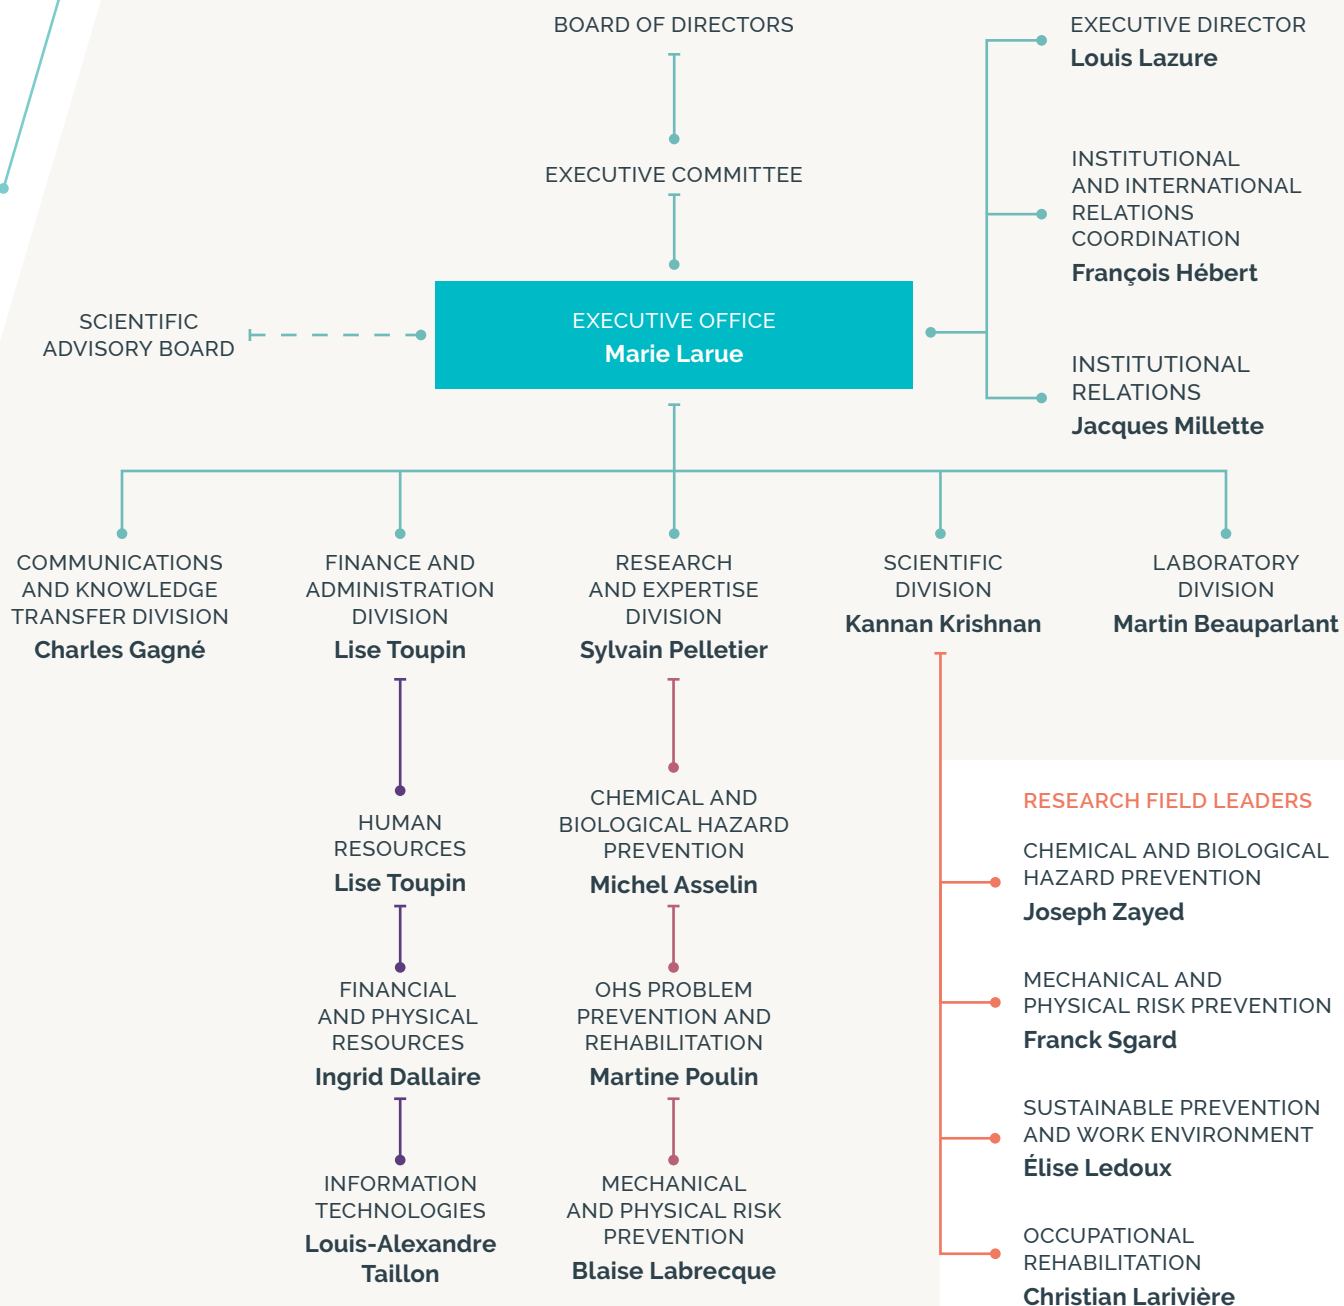 BOARD OF DIRECTORS
EXECUTIVE COMMITTEE
EXECUTIVE DIRECTOR
Louis Lazure
INSTITUTIONAL
AND INTERNATIONAL
RELATIONS
COORDINATION
François Hébert
INSTITUTIONAL
RELATIONS
Jacques Millette
SCIENTIFIC
ADVISORY BOARD
EXECUTIVE OFFICE
Marie Larue
COMMUNICATIONS
AND KNOWLEDGE
TRANSFER DIVISION
Charles Gagné
FINANCE AND
ADMINISTRATION
DIVISION
Lise Toupin
HUMAN
RESOURCES
Lise Toupin
FINANCIAL
AND PHYSICAL
RESOURCES
Ingrid Dallaire
INFORMATION
TECHNOLOGIES
Louis-Alexandre
Taillon
RESEARCH
AND EXPERTISE
DIVISION
Sylvain Pelletier
CHEMICAL AND
BIOLOGICAL HAZARD
PREVENTION
Michel Asselin
OHS PROBLEM
PREVENTION AND
REHABILITATION
Martine Poulin
MECHANICAL
AND PHYSICAL RISK
PREVENTION
Blaise Labrecque
SCIENTIFIC
DIVISION
Kannan Krishnan
RESEARCH FIELD LEADERS
CHEMICAL AND BIOLOGICAL
HAZARD PREVENTION
Joseph Zayed
MECHANICAL AND
PHYSICAL RISK PREVENTION
Franck Sgard
SUSTAINABLE PREVENTION
AND WORK ENVIRONMENT
Élise Ledoux
OCCUPATIONAL
REHABILITATION
Christian Larivière
LABORATORY
DIVISION
Martin Beauparlant